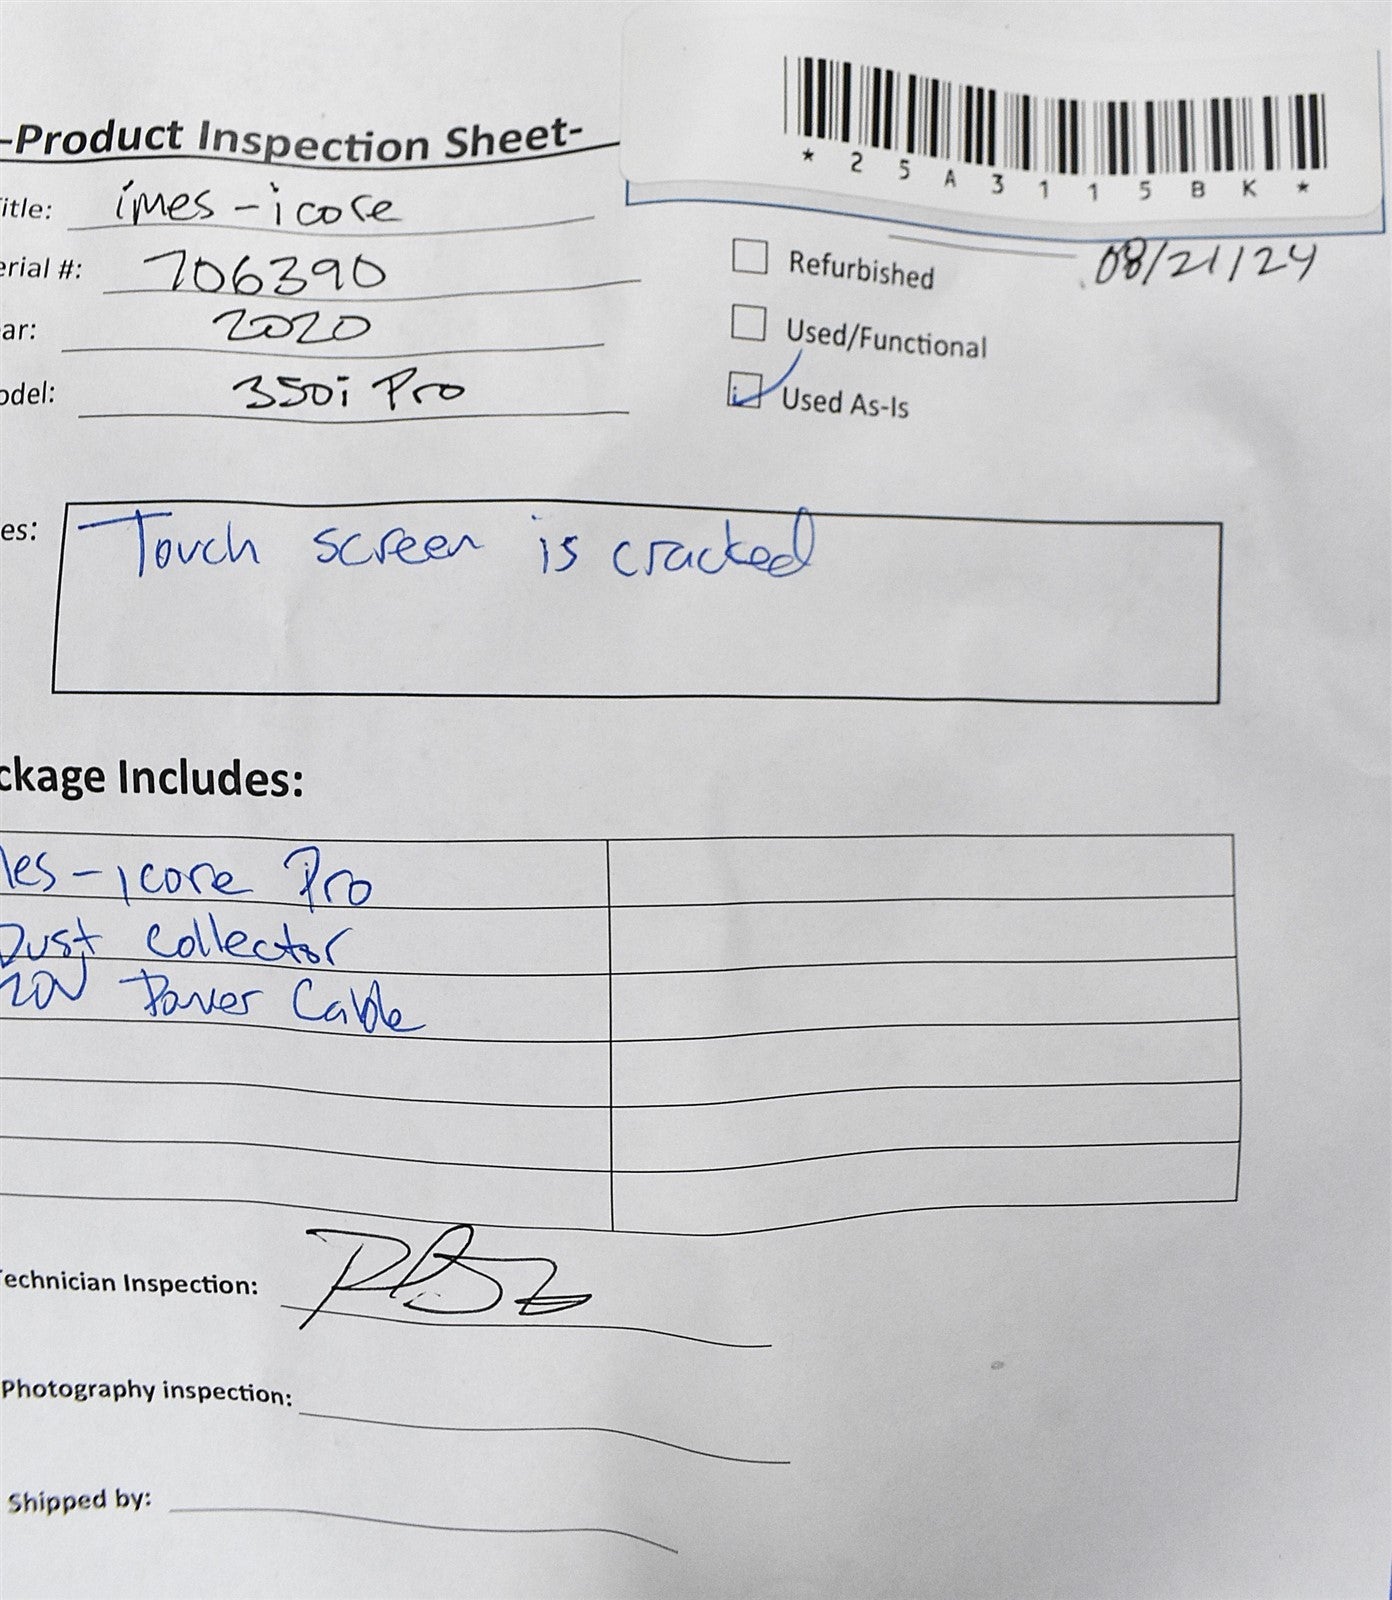 -Product Inspection Sheet-
*25A3115BK*
itle: imes-icore
08/21/24
erial #: 706390
Refurbished
ar: 2020
Used/Functional
odel: 350i Pro
Used As-Is
es: Touch screen is cracked
ckage Includes:
es-icore Pro
Dust Collector
20V Power Cable
Technician Inspection:
Photography inspection:
Shipped by: